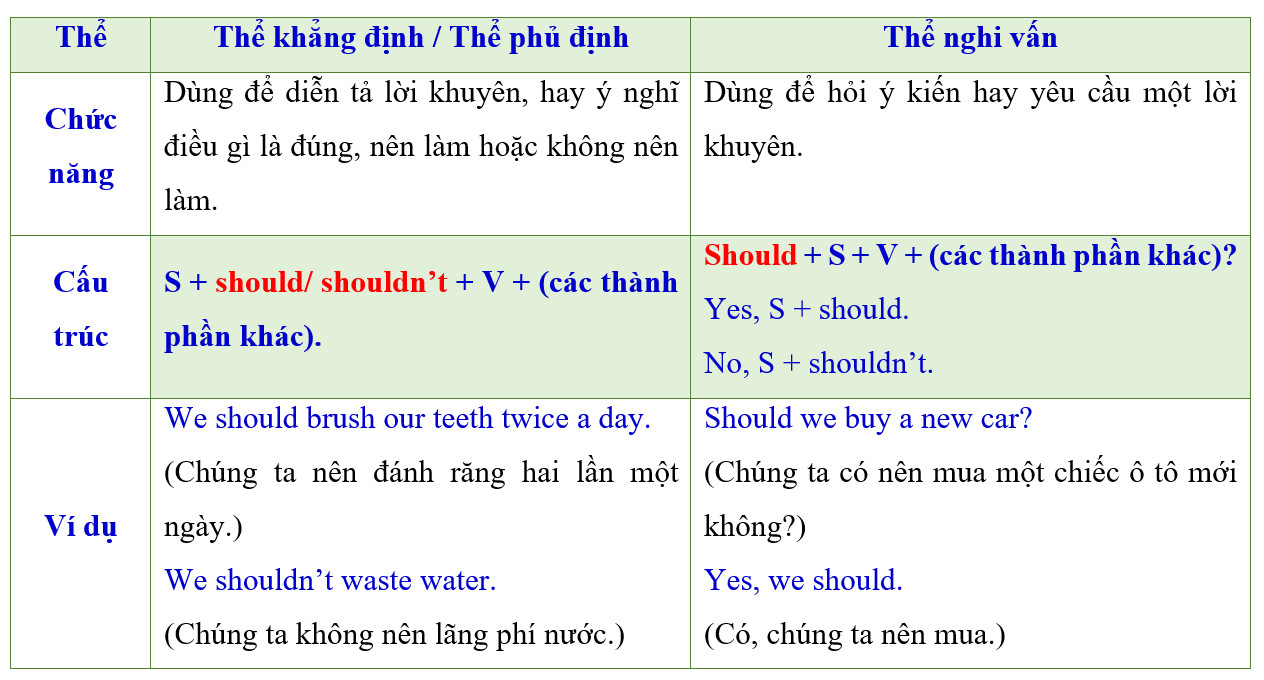 Thể
Thể khẳng định / Thể phủ định
Thể nghi vấn
Chức
năng
Dùng để diễn tả lời khuyên, hay ý nghĩ
điều gì là đúng, nên làm hoặc không nên
làm.
Dùng để hỏi ý kiến hay yêu cầu một lời
khuyên.
Cấu
trúc
S + should/ shouldn’t + V + (các thành
phần khác).
Should + S + V + (các thành phần khác)?
Yes, S + should.
No, S + shouldn’t.
Ví dụ
We should brush our teeth twice a day.
(Chúng ta nên đánh răng hai lần một
ngày.)
We shouldn’t waste water.
(Chúng ta không nên lãng phí nước.)
Should we buy a new car?
(Chúng ta có nên mua một chiếc ô tô mới
không?)
Yes, we should.
(Có, chúng ta nên mua.)